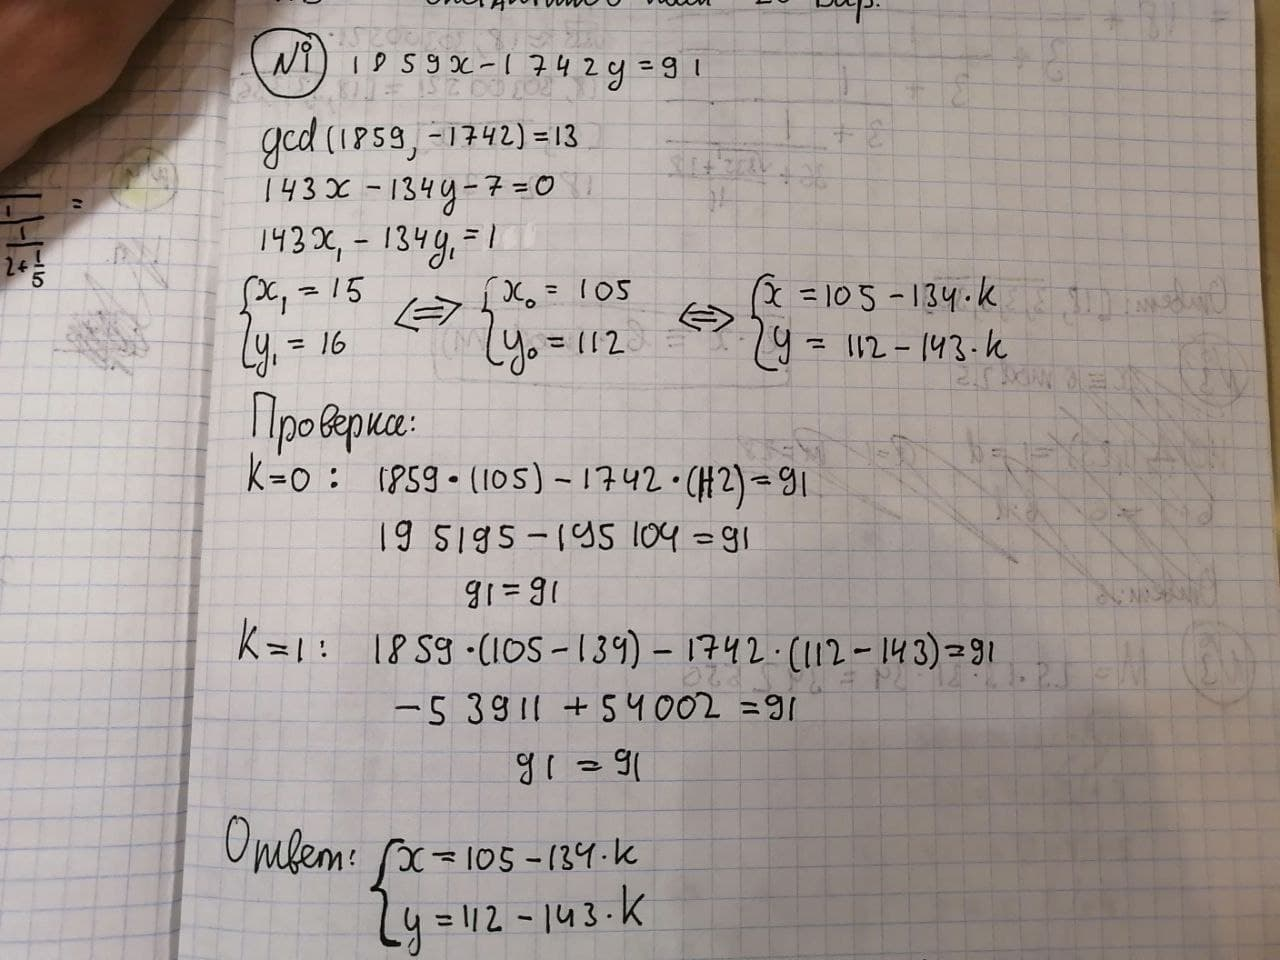 №1 1859x-1742y=91
gcd(1859,-1742)=13
143x-134y-7=0
143x₁-134y₁=1
{x₁=15 <=> {x₀=105 <=> {x=105-134·k
{y₁=16 {y₀=112 {y=112-143·k
Проверка:
k=0: 1859·(105)-1742·(112)=91
195195-195104=91
91=91
k=1: 1859·(105-134)-1742·(112-143)=91
-53911+54002=91
91=91
Ответ: {x=105-134·k
{y=112-143·k